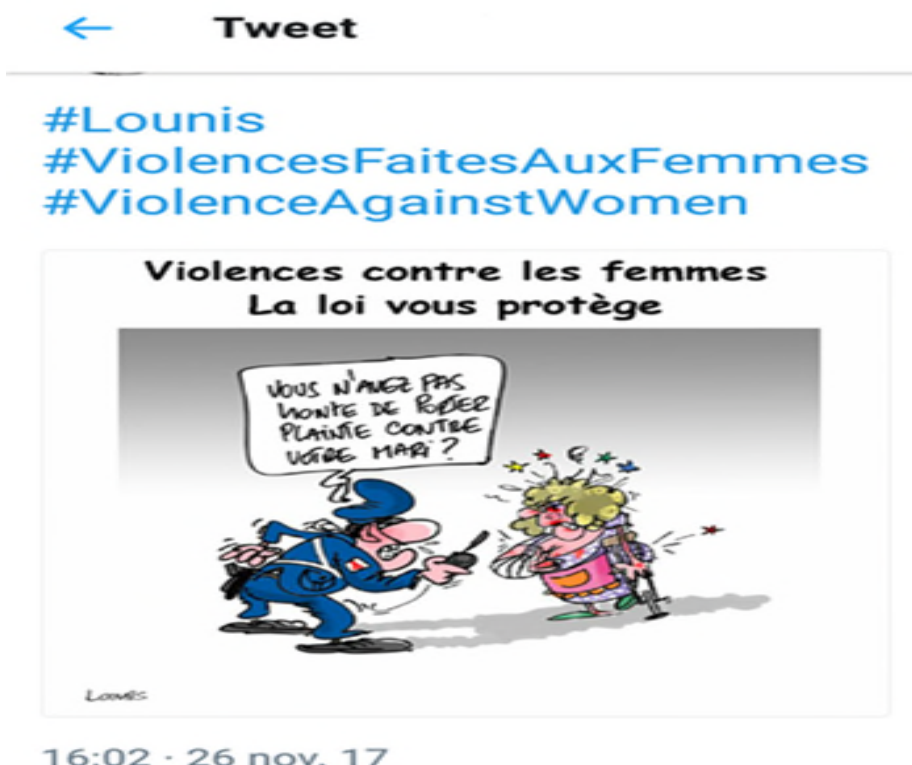 Tweet
#Lounis
#ViolencesFaitesAuxFemmes
#ViolenceAgainstWomen
Violences contre les femmes
La loi vous protège
VOUS N'AVEZ PAS
HONTE DE PORTER
PLAINTE CONTRE
VOTRE MARI ?
LOUNIS
16:02 · 26 nov. 17